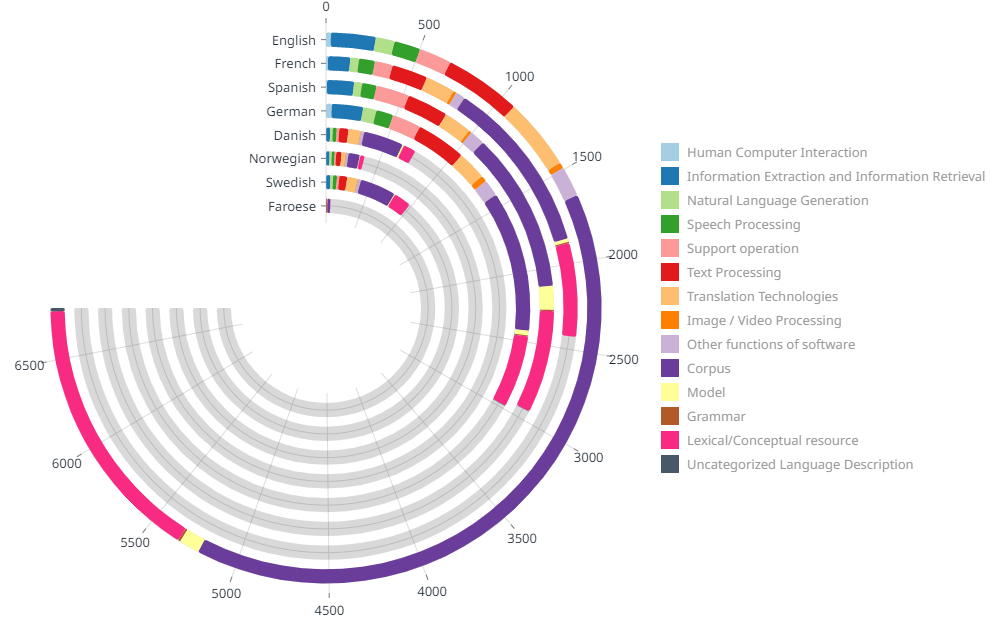 0
500
1000
1500
2000
2500
3000
3500
4000
4500
5000
5500
6000
6500
English
French
Spanish
German
Danish
Norwegian
Swedish
Faroese
Human Computer Interaction
Information Extraction and Information Retrieval
Natural Language Generation
Speech Processing
Support operation
Text Processing
Translation Technologies
Image / Video Processing
Other functions of software
Corpus
Model
Grammar
Lexical/Conceptual resource
Uncategorized Language Description